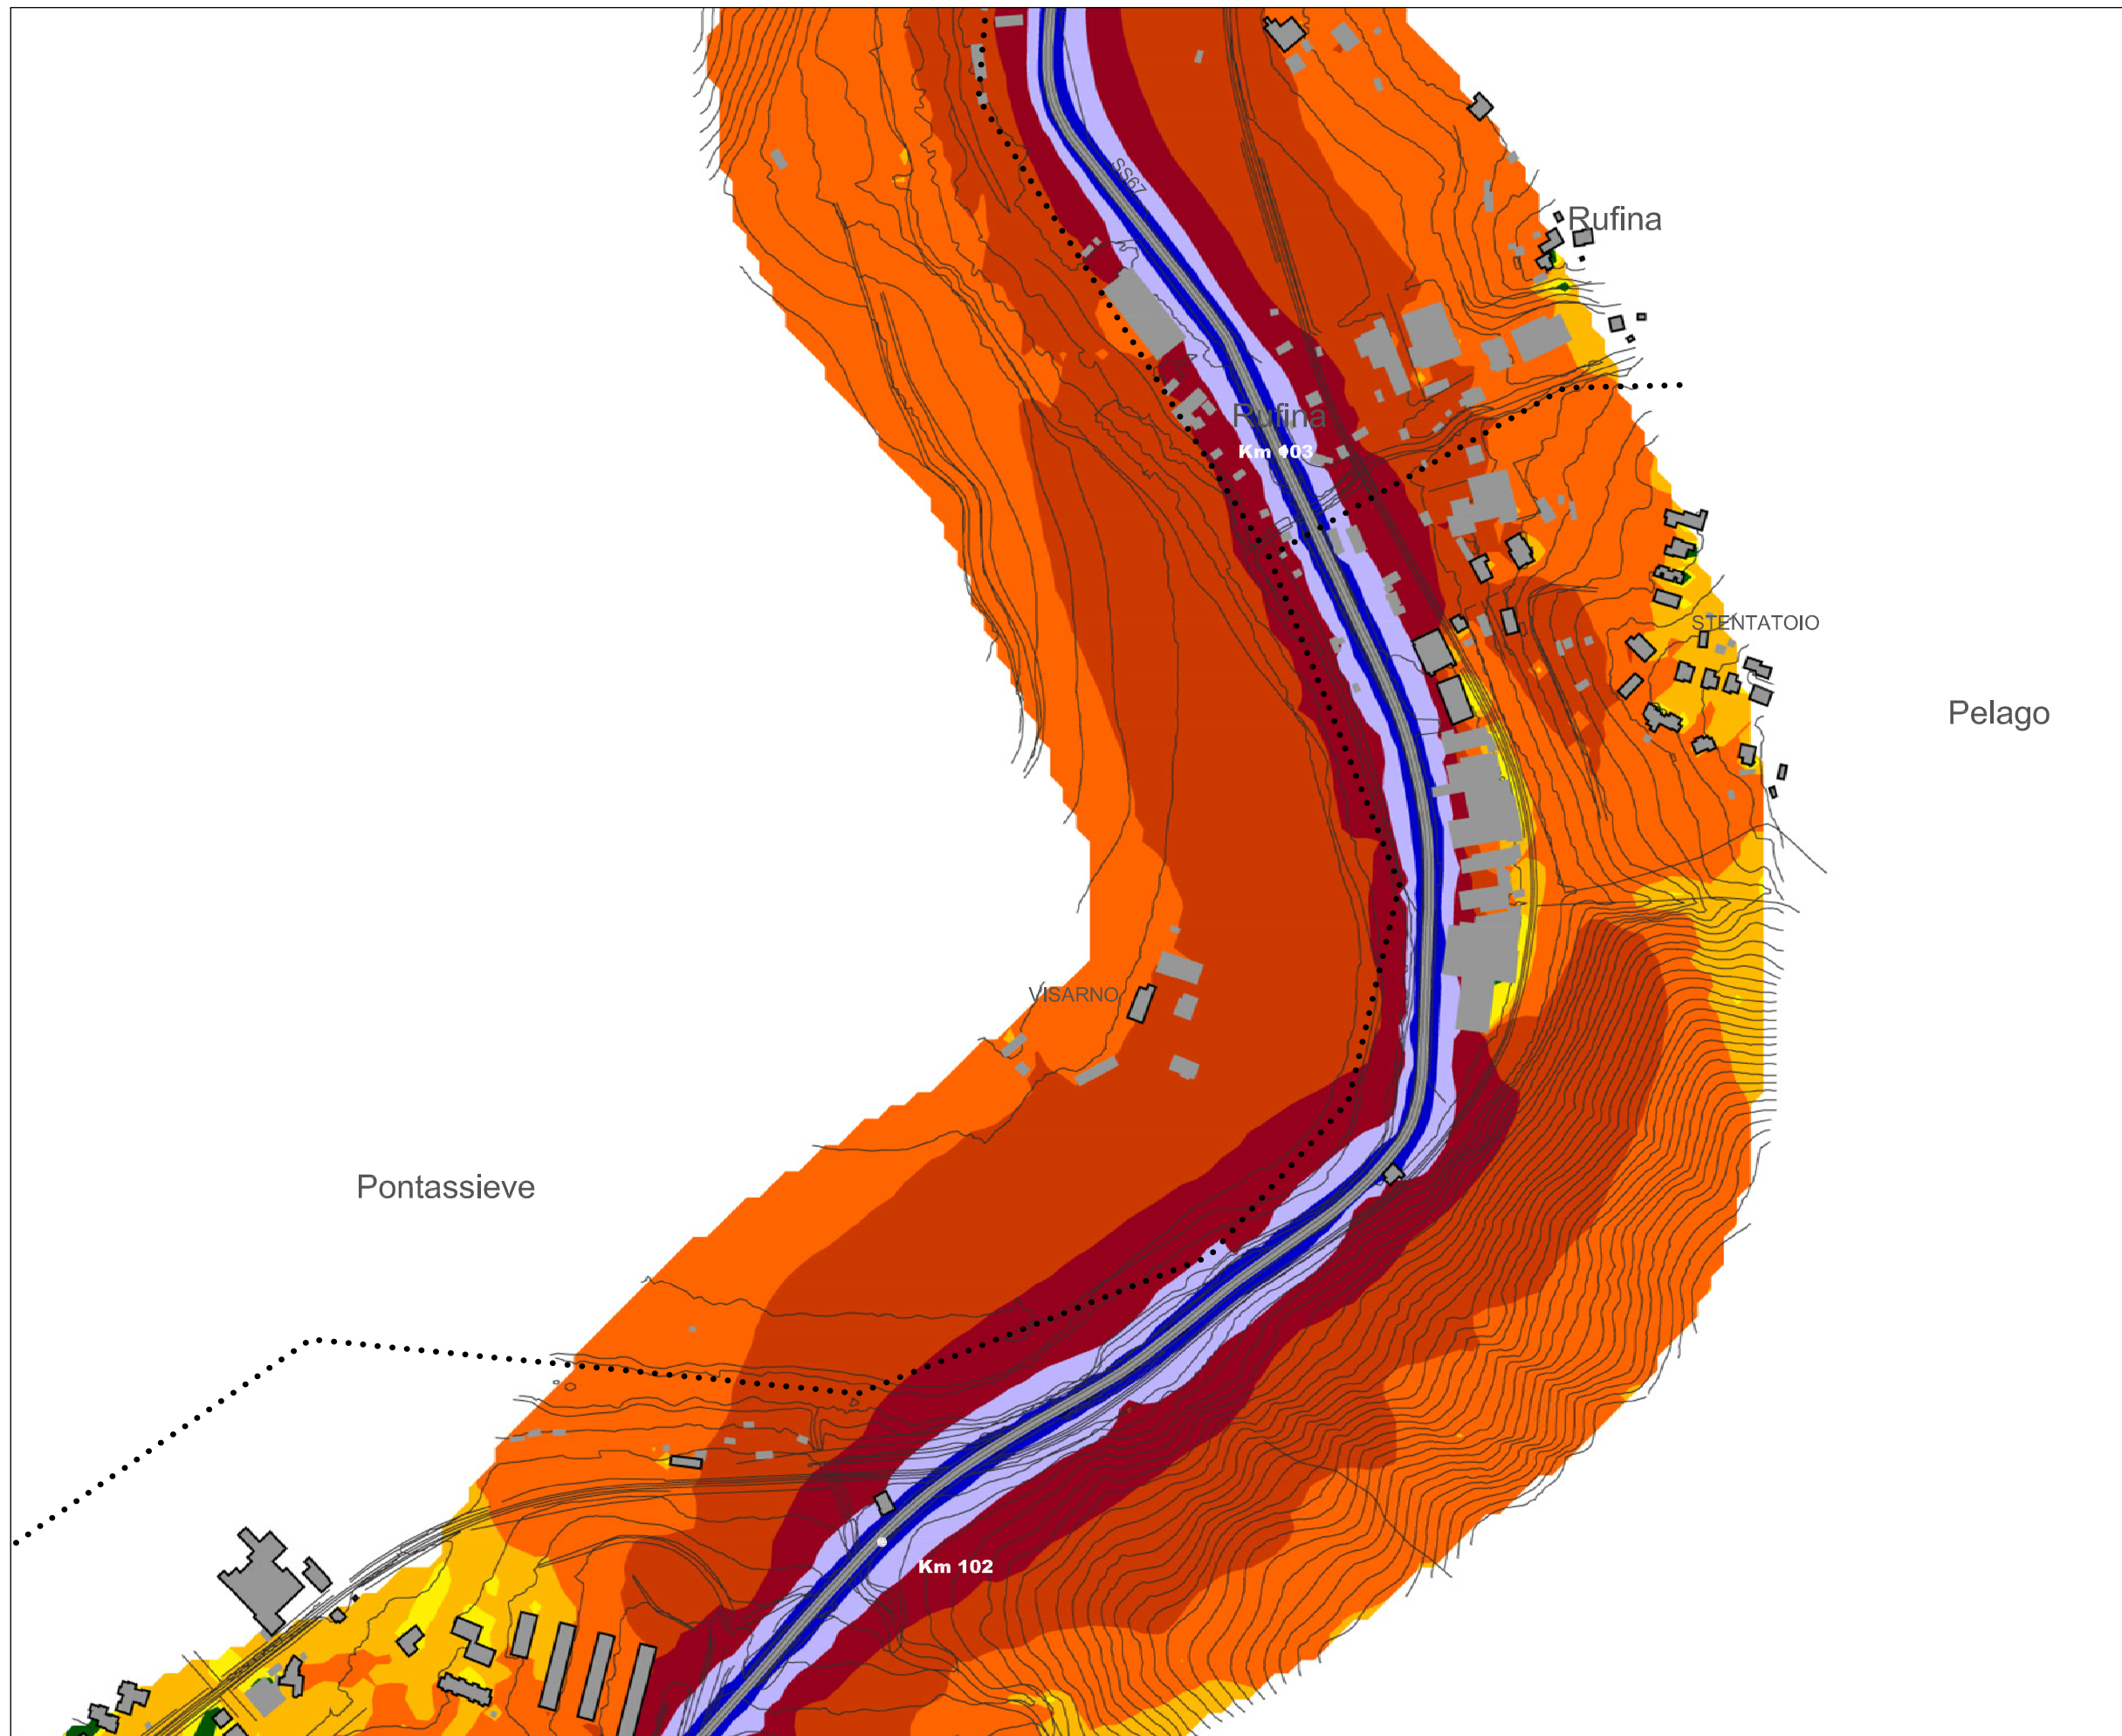 SS67
Rufina
Rufina
Km 103
STENTATOIO
Pelago
VISARNO
Pontassieve
Km 102